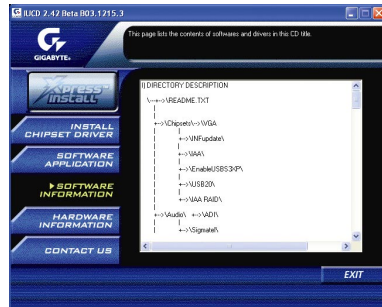 IUCD 2.42 Beta B03.1215.3
GIGABYTE
This page lists the contents of softwares and drivers in this CD title.
Xpress
Install
INSTALL
CHIPSET DRIVER
SOFTWARE
APPLICATION
SOFTWARE
INFORMATION
HARDWARE
INFORMATION
CONTACT US
I) DIRECTORY DESCRIPTION
\--+->\README.TXT
+->\Chipsets\-->\VGA
+->\INFupdate\
+->\IAA\
+->\EnableUSBS3XP\
+->\USB20\
+->\IAA RAID\
+->\Audio\ +->\ADI\
+->\Sigmatel\
EXIT